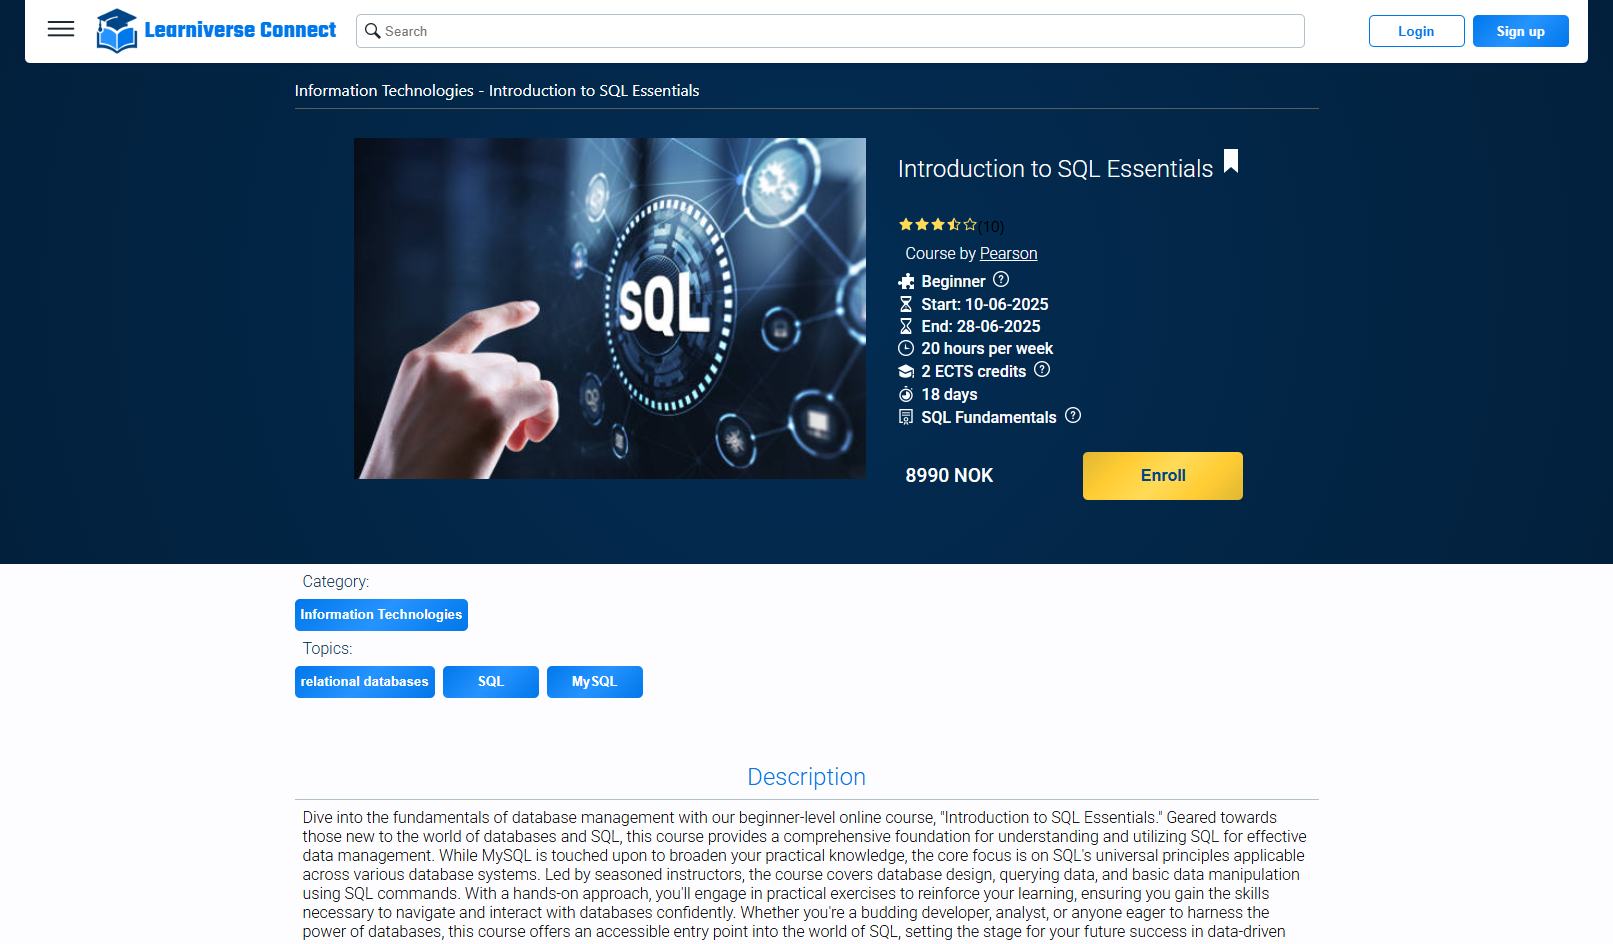 Learniverse Connect
Search
Login
Sign up
Information Technologies - Introduction to SQL Essentials
SQL
Introduction to SQL Essentials
(10)
Course by Pearson
Beginner
Start: 10-06-2025
End: 28-06-2025
20 hours per week
2 ECTS credits
18 days
SQL Fundamentals
8990 NOK
Enroll
Category:
Information Technologies
Topics:
relational databases
SQL
MySQL
Description
Dive into the fundamentals of database management with our beginner-level online course, "Introduction to SQL Essentials." Geared towards
those new to the world of databases and SQL, this course provides a comprehensive foundation for understanding and utilizing SQL for effective
data management. While MySQL is touched upon to broaden your practical knowledge, the core focus is on SQL's universal principles applicable
across various database systems. Led by seasoned instructors, the course covers database design, querying data, and basic data manipulation
using SQL commands. With a hands-on approach, you'll engage in practical exercises to reinforce your learning, ensuring you gain the skills
necessary to navigate and interact with databases confidently. Whether you're a budding developer, analyst, or anyone eager to harness the
power of databases, this course offers an accessible entry point into the world of SQL, setting the stage for your future success in data-driven